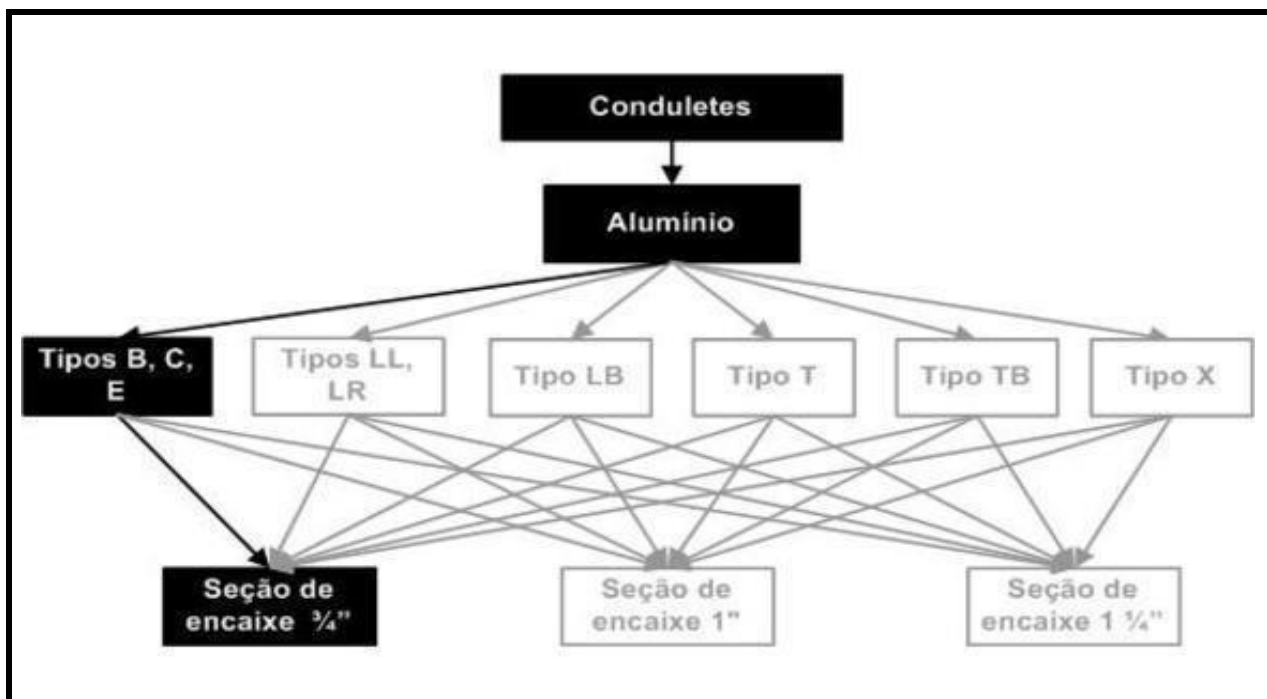 Conduletes
Alumínio
Tipos B, C,
E
Tipos LL,
LR
Tipo LB
Tipo T
Tipo TB
Tipo X
Seção de
encaixe ¾”
Seção de
encaixe 1"
Seção de
encaixe 1 ¼”